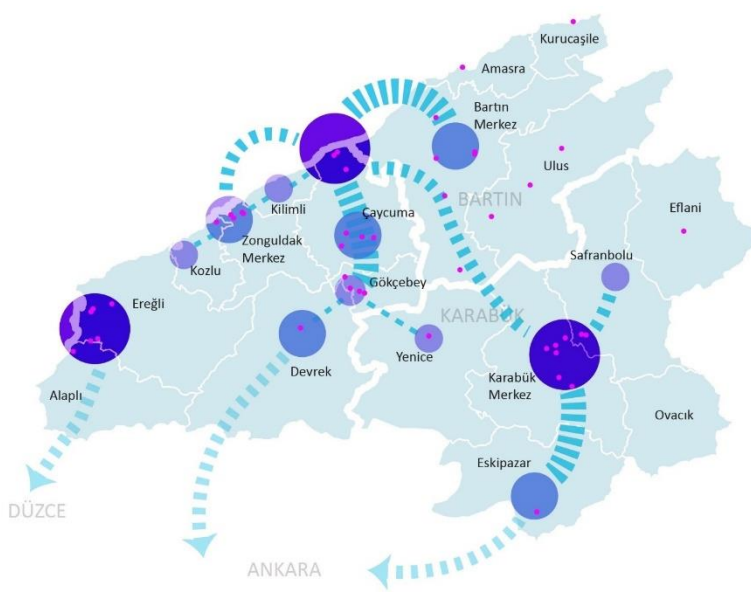 Kurucaşile
Amasra
Bartın
Merkez
Ulus
BARTIN
Eflani
Kilimli
Çaycuma
Zonguldak
Merkez
Safranbolu
Kozlu
Gökçebey
Ereğli
KARABÜK
Yenice
Devrek
Karabük
Merkez
Alaplı
Ovacık
Eskipazar
DÜZCE
ANKARA